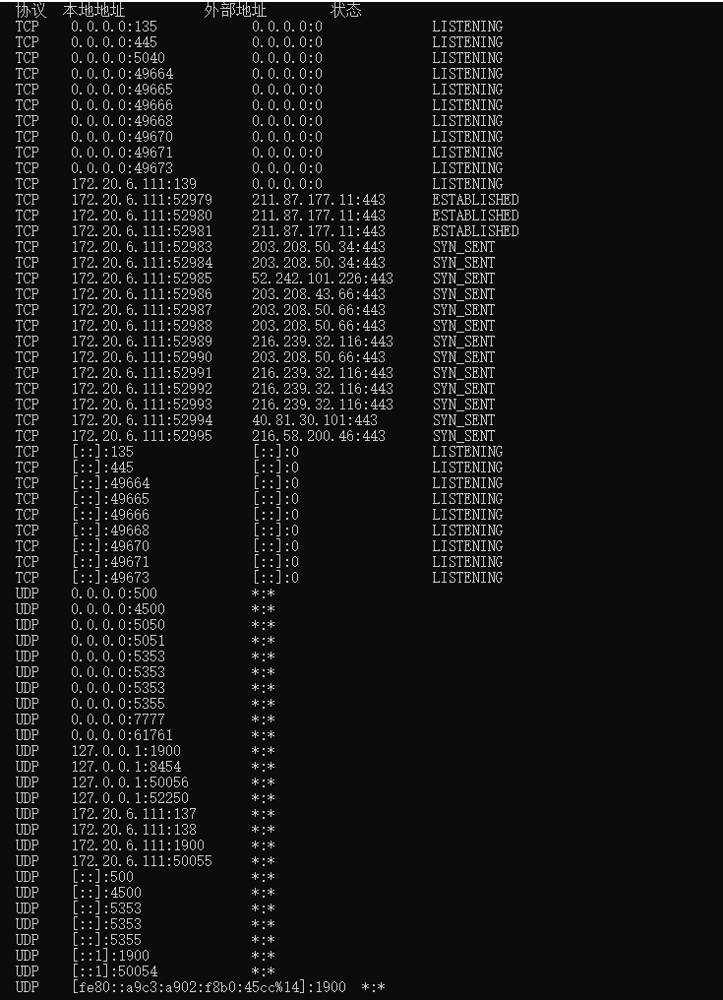 协议 本地地址 外部地址 状态
TCP 0.0.0.0:135 0.0.0.0:0 LISTENING
TCP 0.0.0.0:445 0.0.0.0:0 LISTENING
TCP 0.0.0.0:5040 0.0.0.0:0 LISTENING
TCP 0.0.0.0:49664 0.0.0.0:0 LISTENING
TCP 0.0.0.0:49665 0.0.0.0:0 LISTENING
TCP 0.0.0.0:49666 0.0.0.0:0 LISTENING
TCP 0.0.0.0:49668 0.0.0.0:0 LISTENING
TCP 0.0.0.0:49670 0.0.0.0:0 LISTENING
TCP 0.0.0.0:49671 0.0.0.0:0 LISTENING
TCP 0.0.0.0:49673 0.0.0.0:0 LISTENING
TCP 172.20.6.111:139 0.0.0.0:0 LISTENING
TCP 172.20.6.111:52979 211.87.177.11:443 ESTABLISHED
TCP 172.20.6.111:52980 211.87.177.11:443 ESTABLISHED
TCP 172.20.6.111:52981 211.87.177.11:443 ESTABLISHED
TCP 172.20.6.111:52983 203.208.50.34:443 SYN_SENT
TCP 172.20.6.111:52984 203.208.50.34:443 SYN_SENT
TCP 172.20.6.111:52985 52.242.101.226:443 SYN_SENT
TCP 172.20.6.111:52986 203.208.43.66:443 SYN_SENT
TCP 172.20.6.111:52987 203.208.50.66:443 SYN_SENT
TCP 172.20.6.111:52988 203.208.50.66:443 SYN_SENT
TCP 172.20.6.111:52989 216.239.32.116:443 SYN_SENT
TCP 172.20.6.111:52990 203.208.50.66:443 SYN_SENT
TCP 172.20.6.111:52991 216.239.32.116:443 SYN_SENT
TCP 172.20.6.111:52992 216.239.32.116:443 SYN_SENT
TCP 172.20.6.111:52993 216.239.32.116:443 SYN_SENT
TCP 172.20.6.111:52994 40.81.30.101:443 SYN_SENT
TCP 172.20.6.111:52995 216.58.200.46:443 SYN_SENT
TCP [::]:135 [::]:0 LISTENING
TCP [::]:445 [::]:0 LISTENING
TCP [::]:49664 [::]:0 LISTENING
TCP [::]:49665 [::]:0 LISTENING
TCP [::]:49666 [::]:0 LISTENING
TCP [::]:49668 [::]:0 LISTENING
TCP [::]:49670 [::]:0 LISTENING
TCP [::]:49671 [::]:0 LISTENING
TCP [::]:49673 [::]:0 LISTENING
UDP 0.0.0.0:500 *:*
UDP 0.0.0.0:4500 *:*
UDP 0.0.0.0:5050 *:*
UDP 0.0.0.0:5051 *:*
UDP 0.0.0.0:5353 *:*
UDP 0.0.0.0:5353 *:*
UDP 0.0.0.0:5353 *:*
UDP 0.0.0.0:5355 *:*
UDP 0.0.0.0:7777 *:*
UDP 0.0.0.0:61761 *:*
UDP 127.0.0.1:1900 *:*
UDP 127.0.0.1:8454 *:*
UDP 127.0.0.1:50056 *:*
UDP 127.0.0.1:52250 *:*
UDP 172.20.6.111:137 *:*
UDP 172.20.6.111:138 *:*
UDP 172.20.6.111:1900 *:*
UDP 172.20.6.111:50055 *:*
UDP [::]:500 *:*
UDP [::]:4500 *:*
UDP [::]:5353 *:*
UDP [::]:5353 *:*
UDP [::]:5355 *:*
UDP [::1]:1900 *:*
UDP [::1]:50054 *:*
UDP [fe80::a9c3:a902:f8b0:45cc%14]:1900 *:*